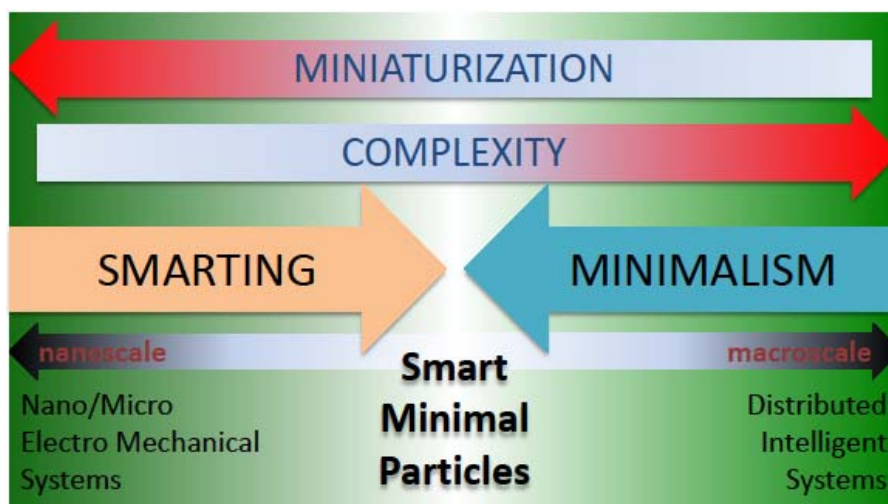 MINIATURIZATION
COMPLEXITY
SMARTING
MINIMALISM
nanoscale
macroscale
Smart
Minimal
Particles
Nano/Micro
Electro Mechanical
Systems
Distributed
Intelligent
Systems